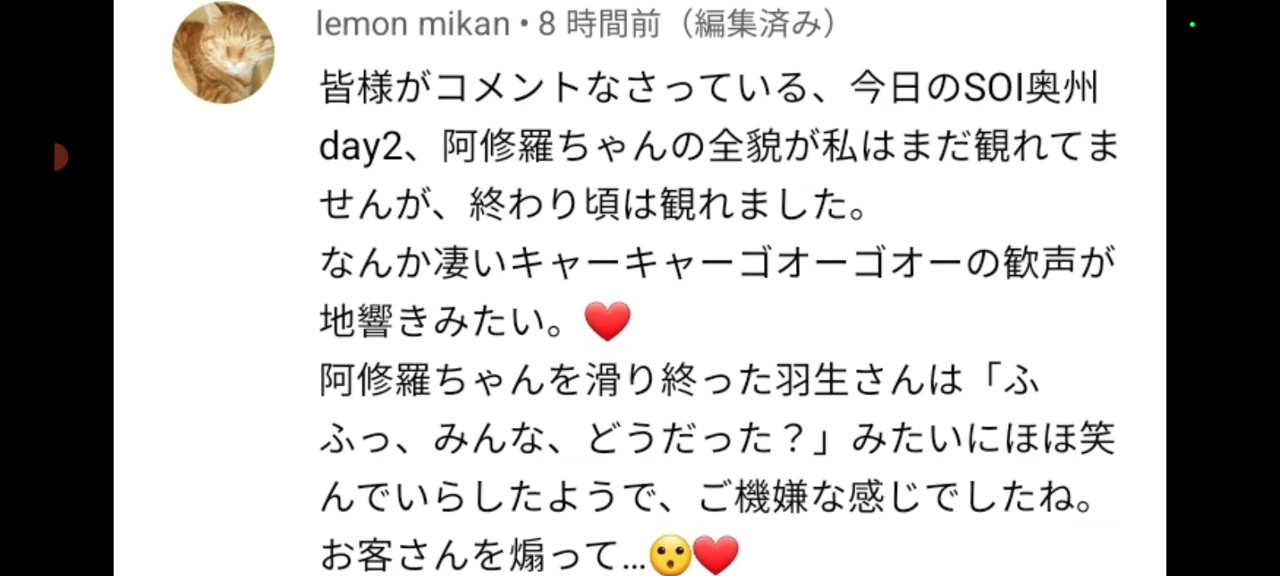 lemon mikan • 8 時間前（編集済み）
皆様がコメントなさっている、今日のSOI奥州
day2、阿修羅ちゃんの全貌が私はまだ観れてま
せんが、終わり頃は観れました。
なんか凄いキャーキャーゴオーゴオーの歓声が
地響きみたい。❤️
阿修羅ちゃんを滑り終った羽生さんは「ふ
ふっ、みんな、どうだった？」みたいにほほ笑
んでいらしたようで、ご機嫌な感じでしたね。
お客さんを煽って...😮❤️